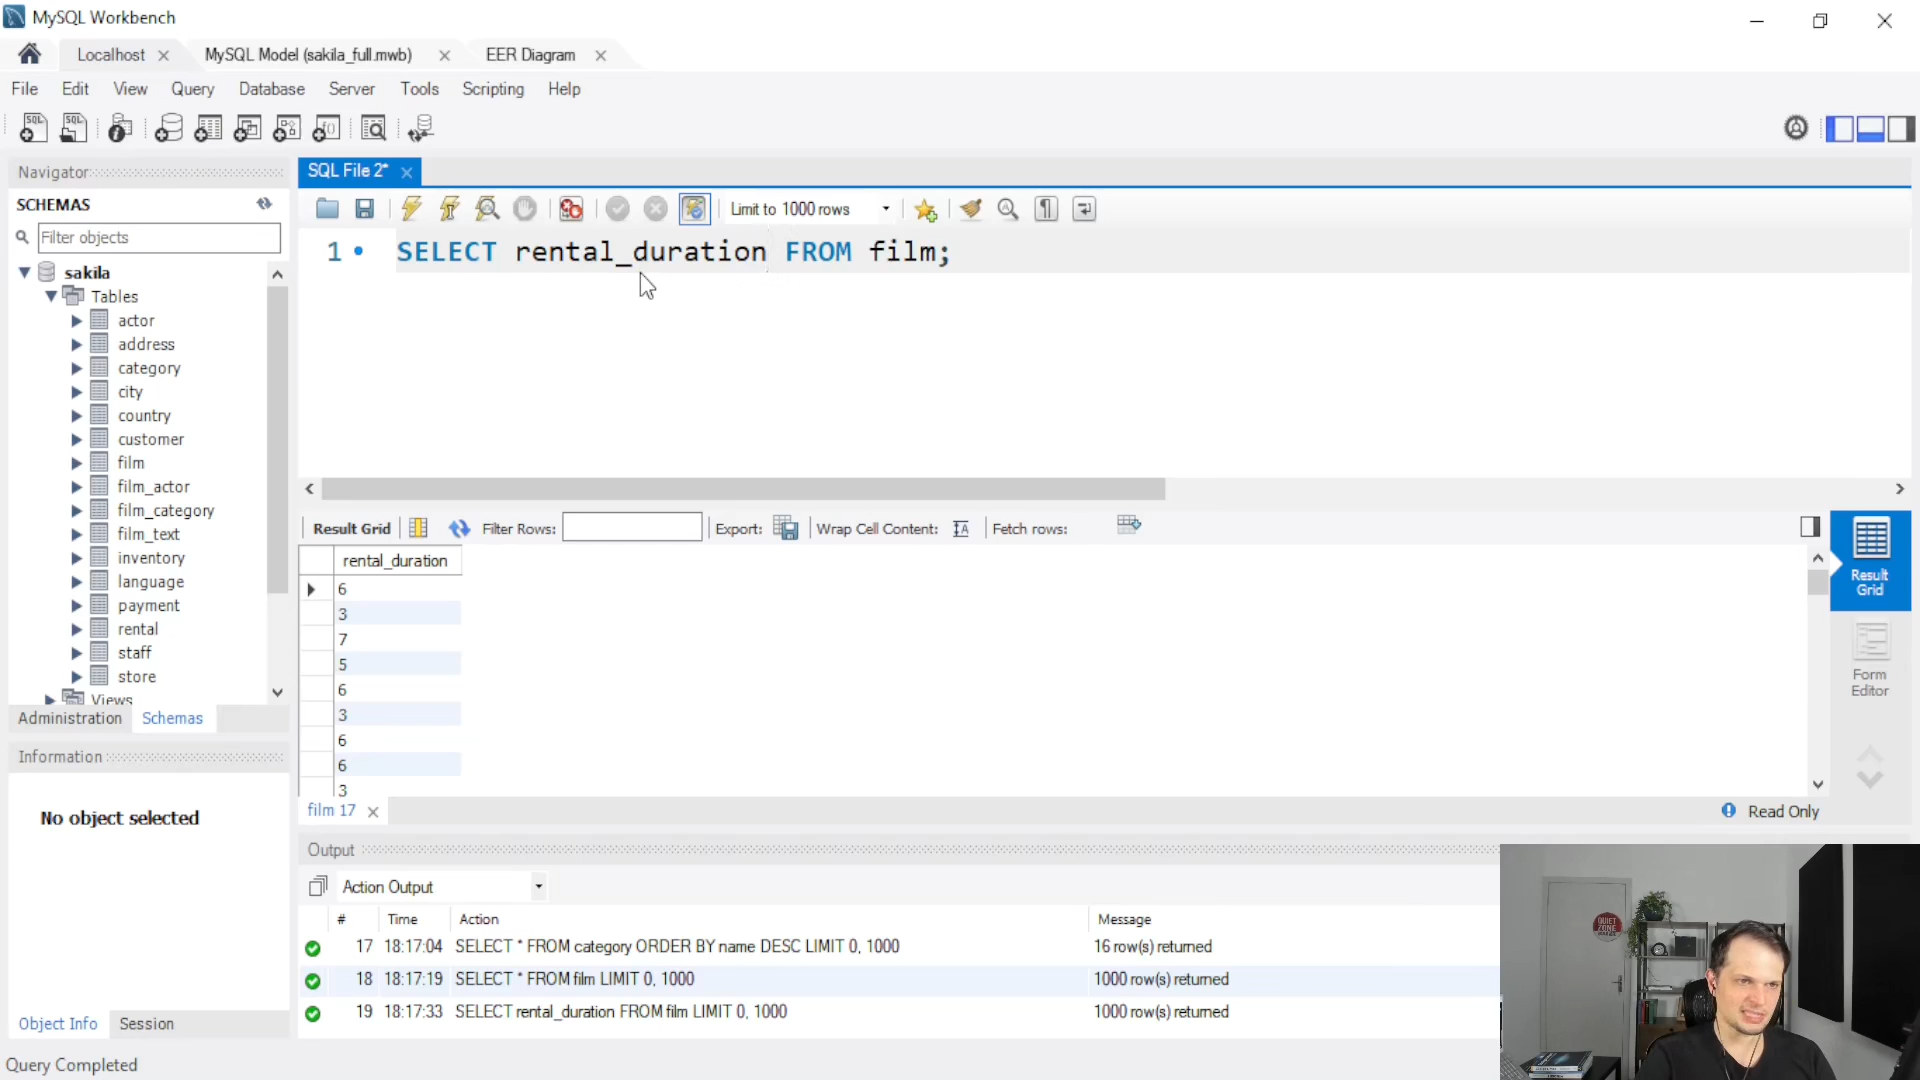 MySQL Workbench
Localhost
MySQL Model (sakila_full.mwb)
EER Diagram
File Edit View Query Database Server Tools Scripting Help
Navigator
SCHEMAS
Filter objects
sakila
Tables
actor
address
category
city
country
customer
film
film_actor
film_category
film_text
inventory
language
payment
rental
staff
store
Views
Administration Schemas
Information
No object selected
Object Info Session
Query Completed
SQL File 2*
Limit to 1000 rows
1 SELECT rental_duration FROM film;
Result Grid Filter Rows: Export: Wrap Cell Content: Fetch rows:
rental_duration
6
3
7
5
6
3
6
6
3
Result
Grid
Form
Editor
film 17
Read Only
Output
Action Output
# Time Action Message
17 18:17:04 SELECT * FROM category ORDER BY name DESC LIMIT 0, 1000 16 row(s) returned
18 18:17:19 SELECT * FROM film LIMIT 0, 1000 1000 row(s) returned
19 18:17:33 SELECT rental_duration FROM film LIMIT 0, 1000 1000 row(s) returned
QUIET
ZONE